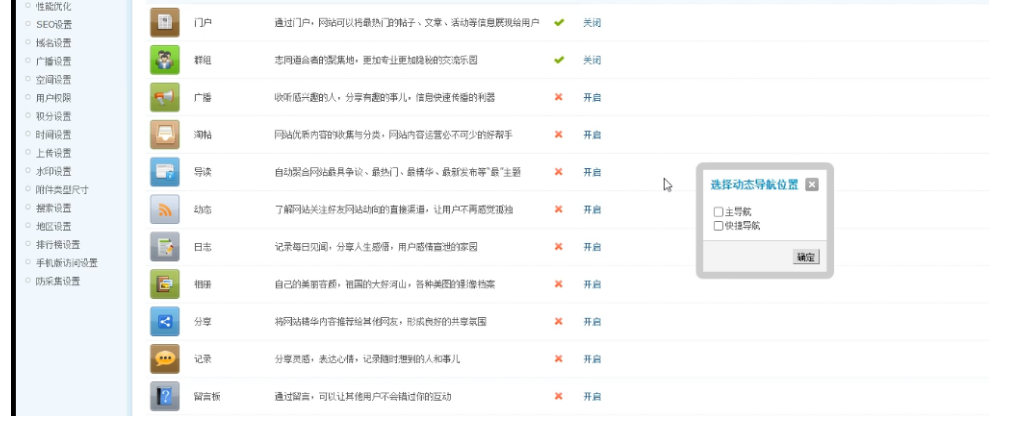 性能优化
SEO设置
域名设置
广播设置
空间设置
用户权限
积分设置
时间设置
上传设置
水印设置
附件类型尺寸
搜索设置
地区设置
排行榜设置
手机版访问设置
防采集设置
门户 通过门户，网站可以将最热门的帖子、文章、活动等信息展现给用户 关闭
群组 志同道合者的聚集地，更加专业更加隐秘的交流乐园 关闭
广播 收听感兴趣的人，分享有趣的事儿，信息快速传播的利器 开启
淘帖 网站优质内容的收集与分类，网站内容运营必不可少的好帮手 开启
导读 自动聚合网站最具争议、最热门、最精华、最新发布等"最"主题 开启
动态 了解网站关注好友网站动向的直接渠道，让用户不再感觉孤独 开启
日志 记录每日见闻，分享人生感悟，用户感情宣泄的家园 开启
相册 自己的美丽容颜，祖国的大好河山，各种美图的影像档案 开启
分享 将网站精华内容推荐给其他网友，形成良好的共享氛围 开启
记录 分享灵感，表达心情，记录随时想到的人和事儿 开启
留言板 通过留言，可以让其他用户不会错过你的互动 开启
选择动态导航位置
主导航
快捷导航
确定